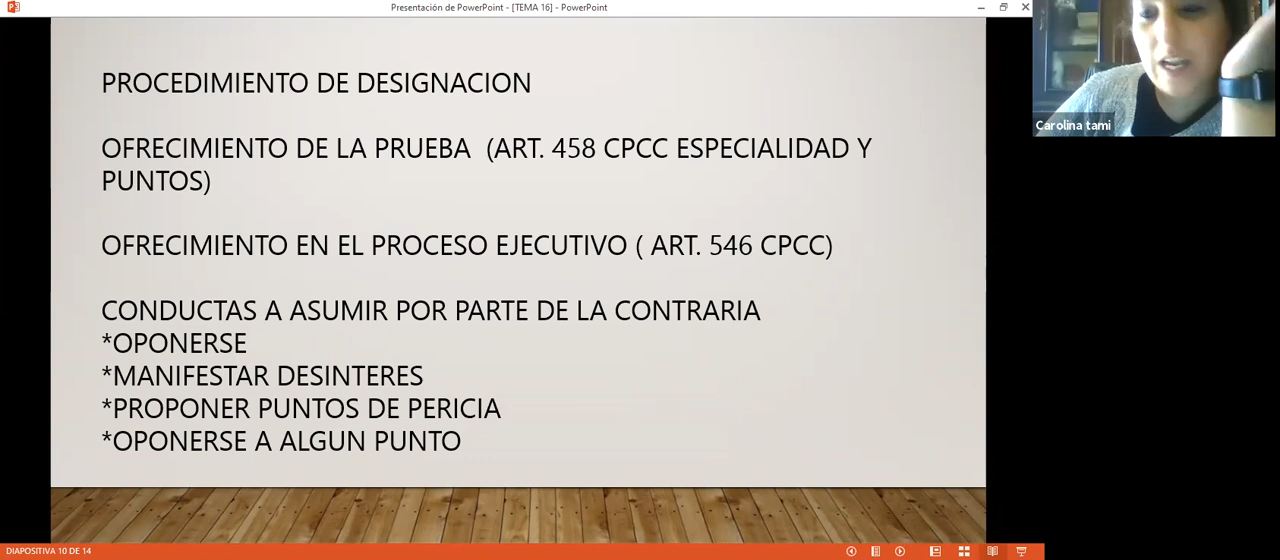 Presentación de PowerPoint - [TEMA 16] - PowerPoint
PROCEDIMIENTO DE DESIGNACION
OFRECIMIENTO DE LA PRUEBA (ART. 458 CPCC ESPECIALIDAD Y
PUNTOS)
OFRECIMIENTO EN EL PROCESO EJECUTIVO ( ART. 546 CPCC)
CONDUCTAS A ASUMIR POR PARTE DE LA CONTRARIA
*OPONERSE
*MANIFESTAR DESINTERES
*PROPONER PUNTOS DE PERICIA
*OPONERSE A ALGUN PUNTO
Carolina tami
DIAPOSITIVA 10 DE 14